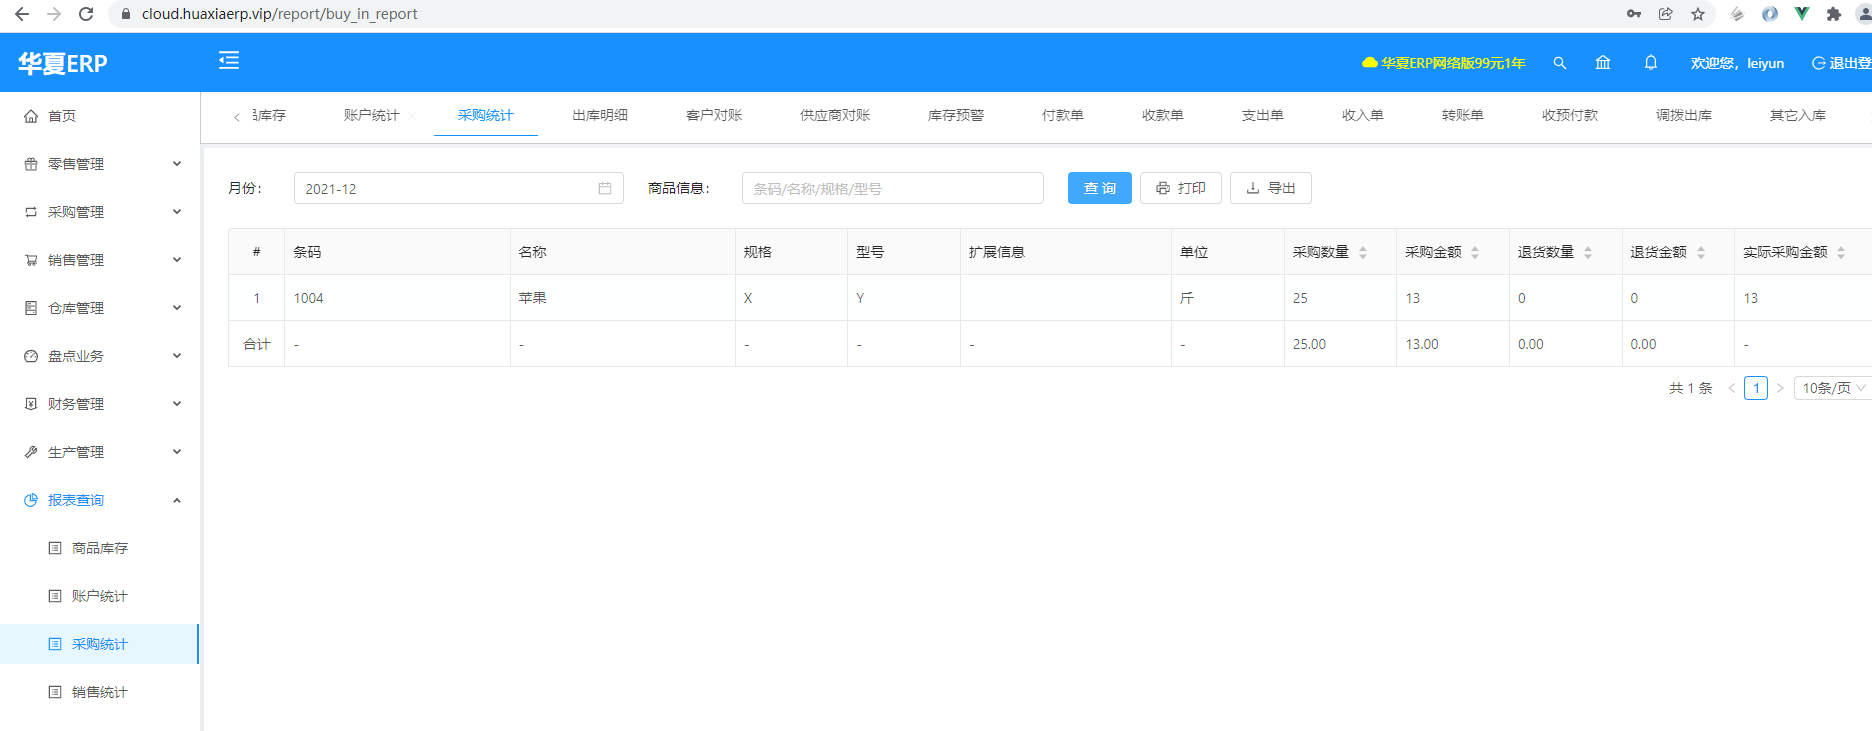 cloud.huaxiaerp.vip/report/buy_in_report
华夏ERP
华夏ERP网络版99元1年
欢迎您，leiyun
退出登
首页
零售管理
采购管理
销售管理
仓库管理
盘点业务
财务管理
生产管理
报表查询
商品库存
账户统计
采购统计
销售统计
库存 账户统计 采购统计 出库明细 客户对账 供应商对账 库存预警 付款单 收款单 支出单 收入单 转账单 收预付款 调拨出库 其它入库
月份： 2021-12 商品信息： 条码/名称/规格/型号 查 询 打印 导出
# 条码 名称 规格 型号 扩展信息 单位 采购数量 采购金额 退货数量 退货金额 实际采购金额
1 1004 苹果 X Y 斤 25 13 0 0 13
合计 - - - - - - 25.00 13.00 0.00 0.00 -
共 1 条 < 1 > 10条/页